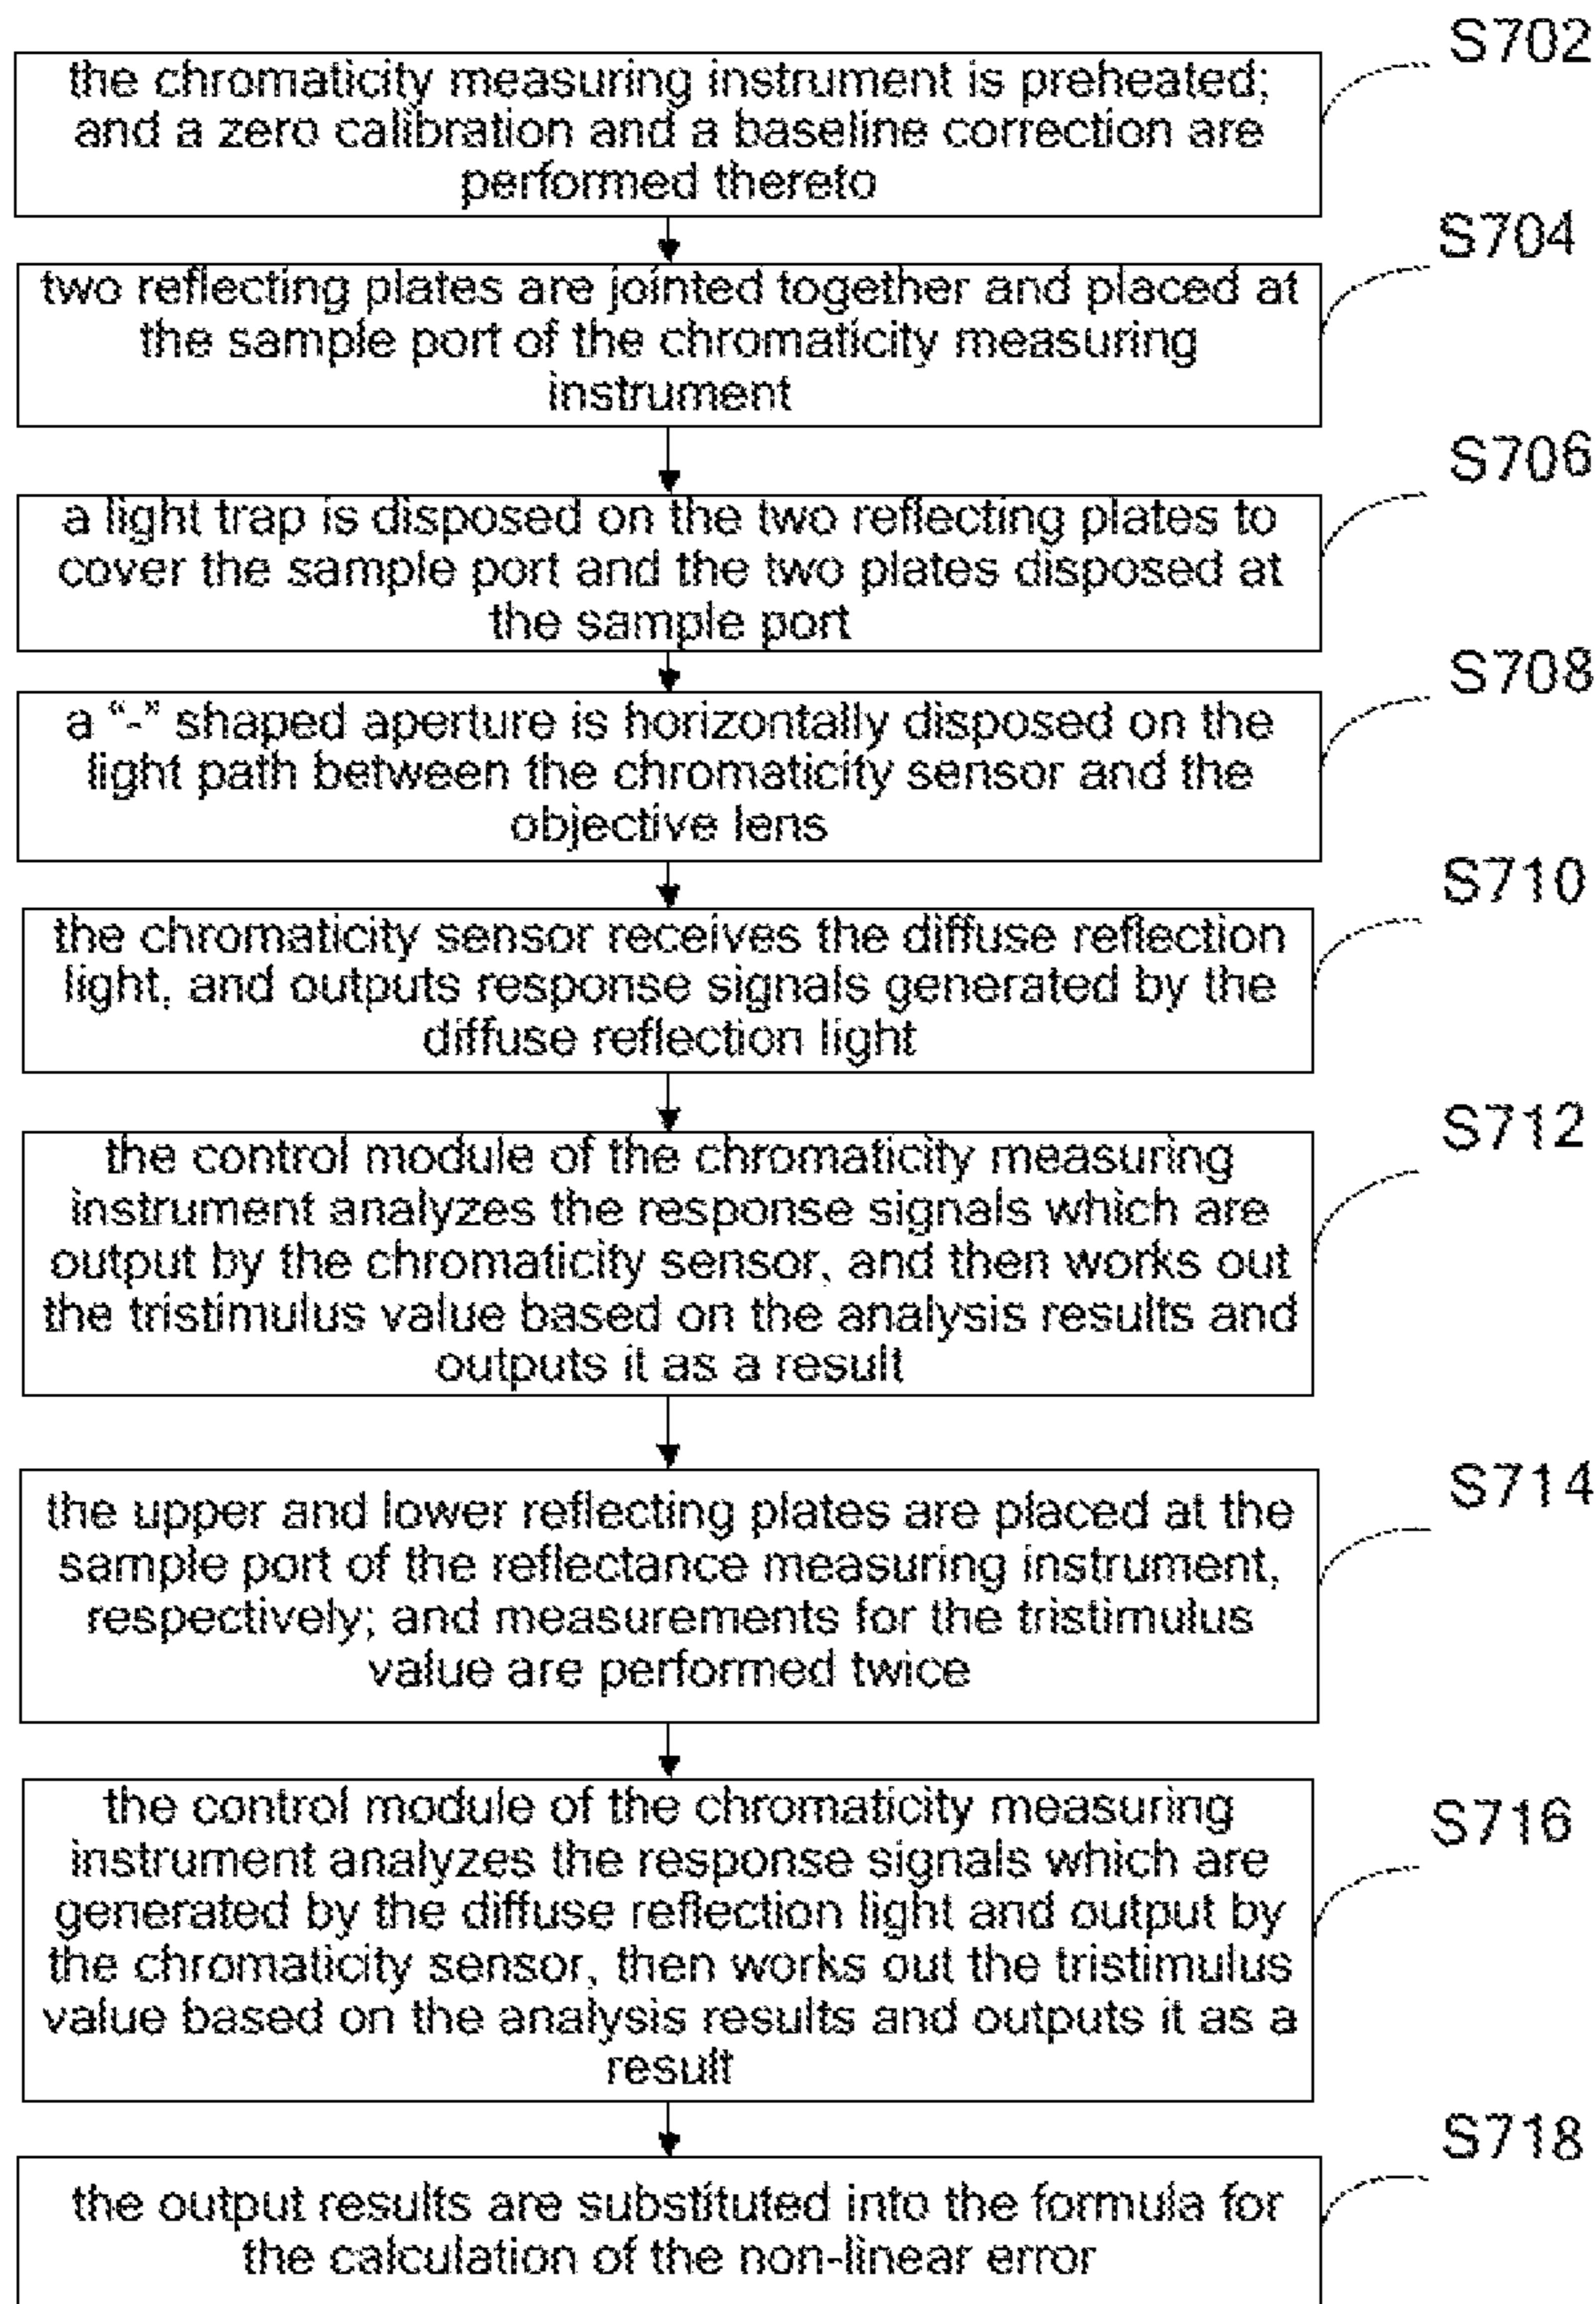 S702
the chromaticity measuring instrument is preheated;
and a zero calibration and a baseline correction are
performed thereto
S704
two reflecting plates are jointed together and placed at
the sample port of the chromaticity measuring
instrument
S706
a light trap is disposed on the two reflecting plates to
cover the sample port and the two plates disposed at
the sample port
S708
a “-” shaped aperture is horizontally disposed on the
light path between the chromaticity sensor and the
objective lens
S710
the chromaticity sensor receives the diffuse reflection
light, and outputs response signals generated by the
diffuse reflection light
S712
the control module of the chromaticity measuring
instrument analyzes the response signals which are
output by the chromaticity sensor, and then works out
the tristimulus value based on the analysis results and
outputs it as a result
S714
the upper and lower reflecting plates are placed at the
sample port of the reflectance measuring instrument,
respectively; and measurements for the tristimulus
value are performed twice
S716
the control module of the chromaticity measuring
instrument analyzes the response signals which are
generated by the diffuse reflection light and output by
the chromaticity sensor, then works out the tristimulus
value based on the analysis results and outputs it as a
result
S718
the output results are substituted into the formula for
the calculation of the non-linear error